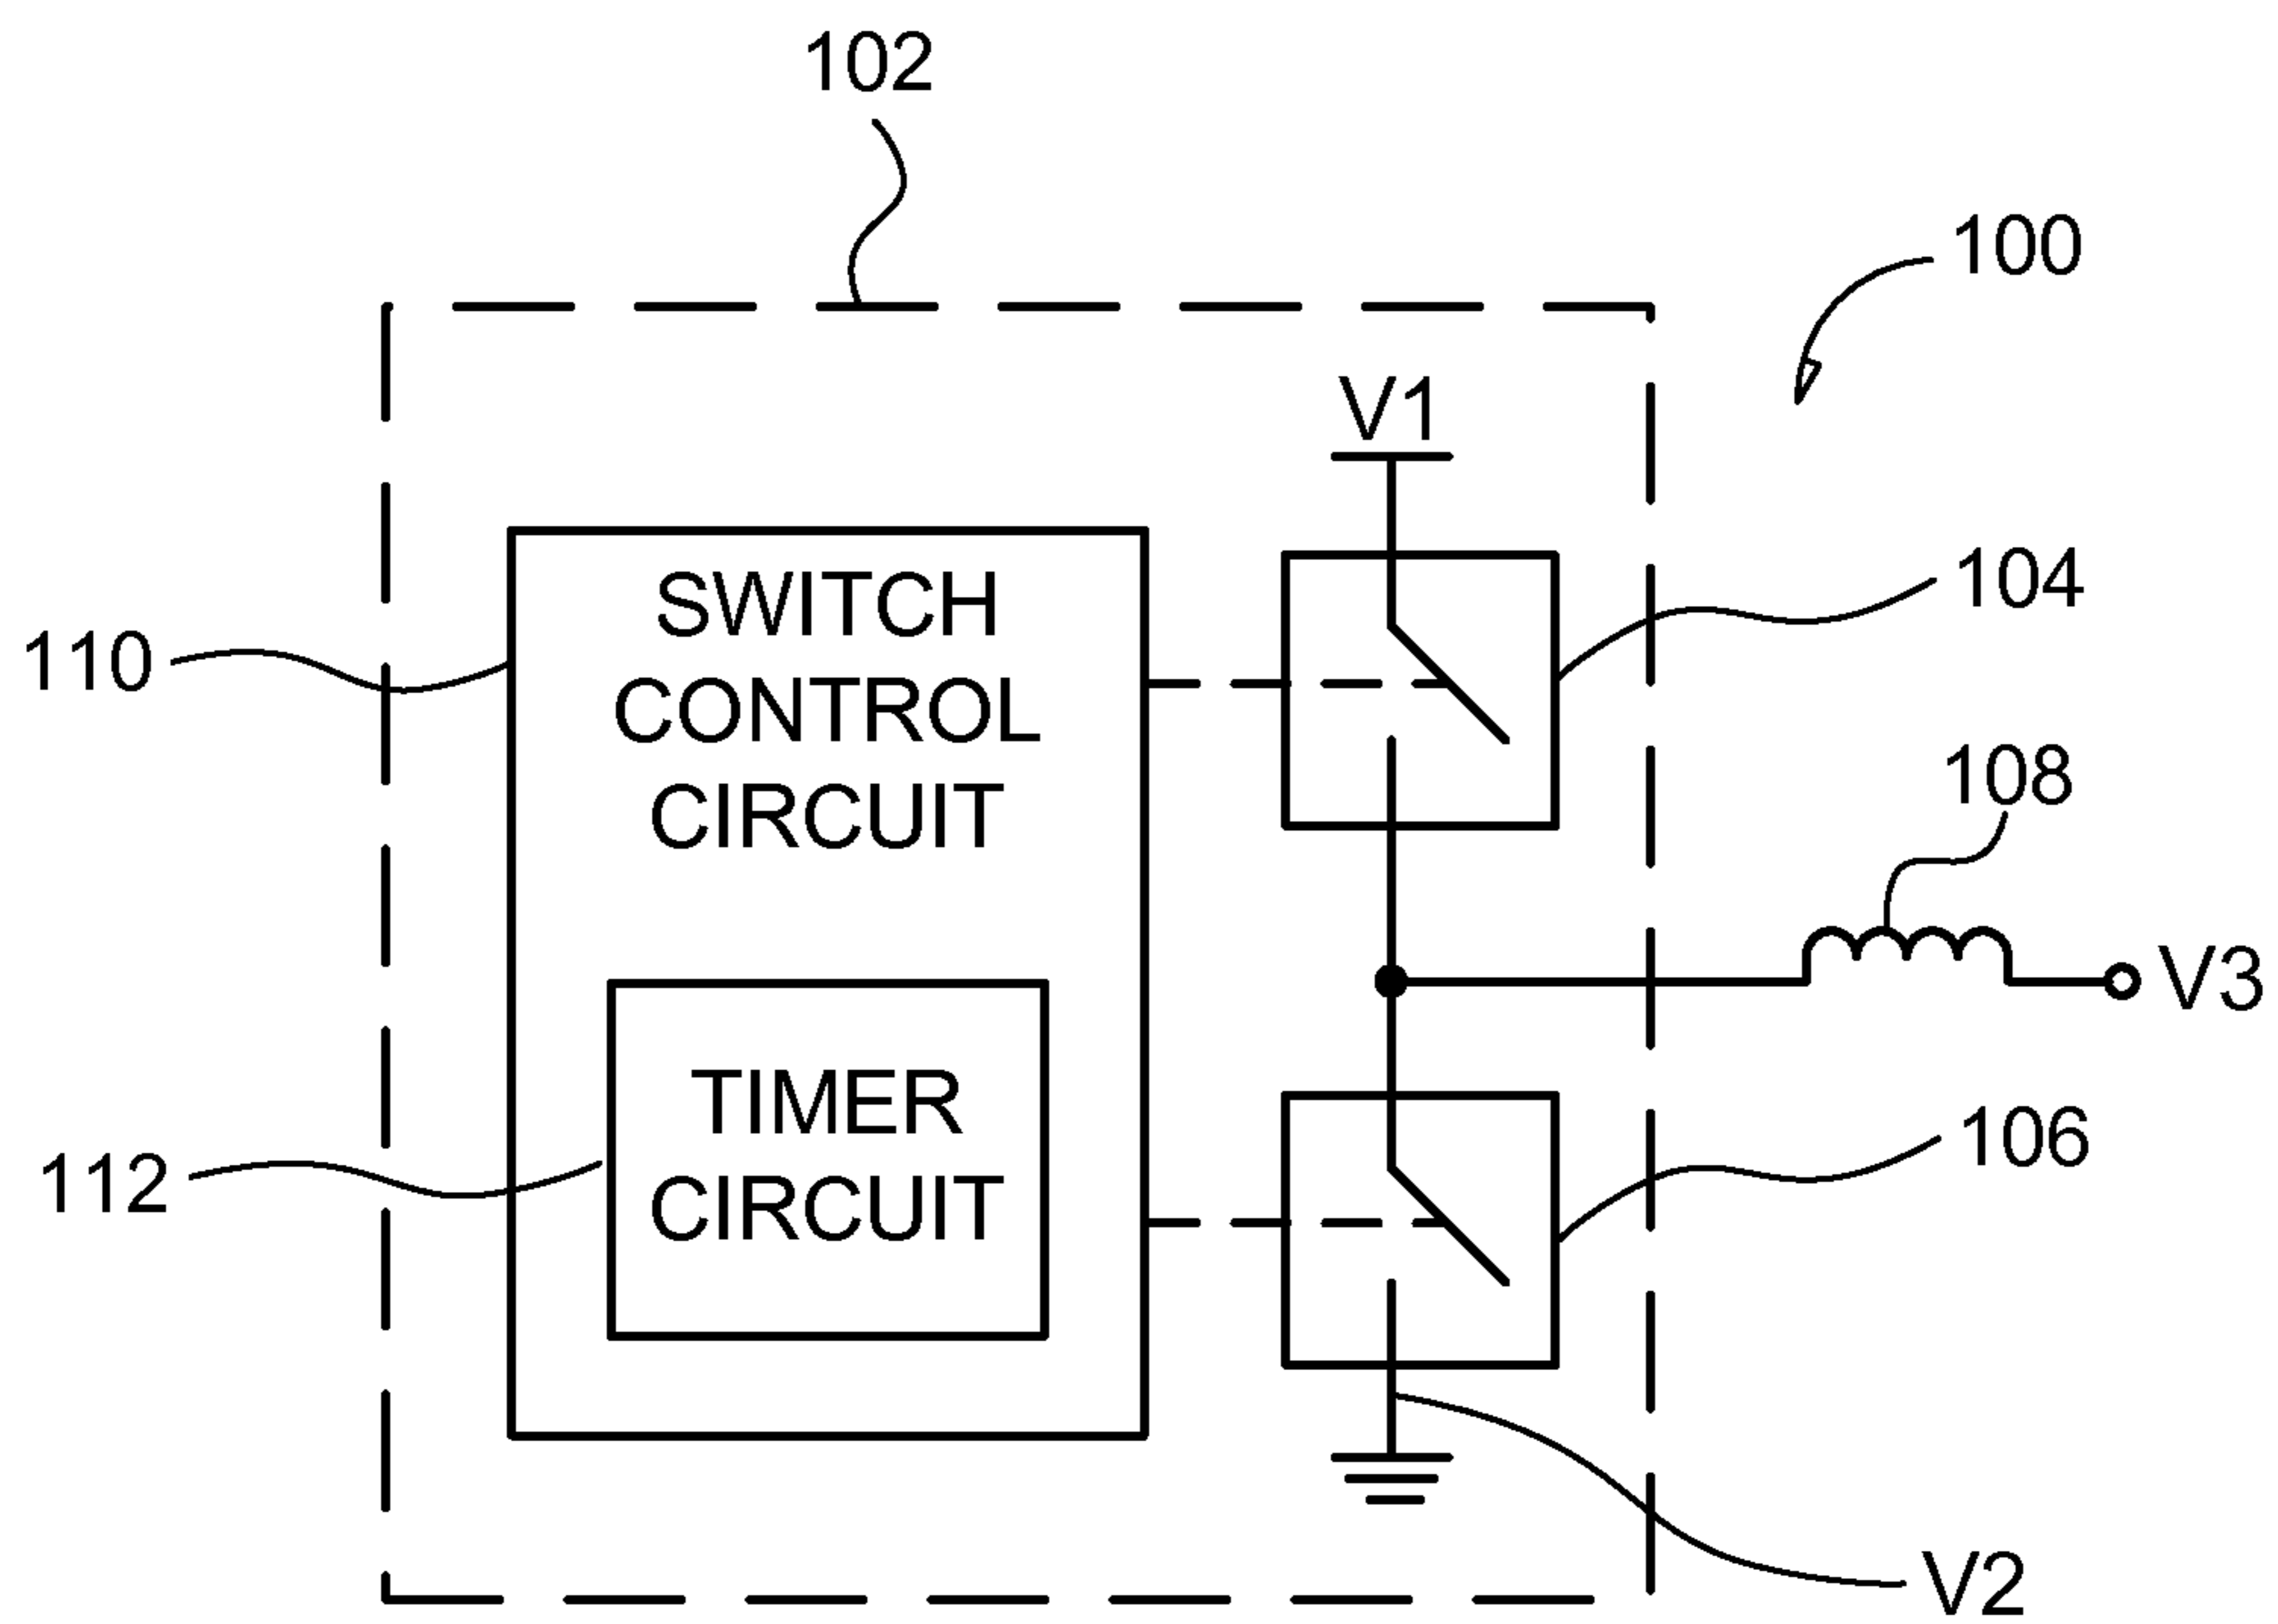 102
100
V1
SWITCH
CONTROL
CIRCUIT
104
110
108
V3
TIMER
CIRCUIT
106
112
V2